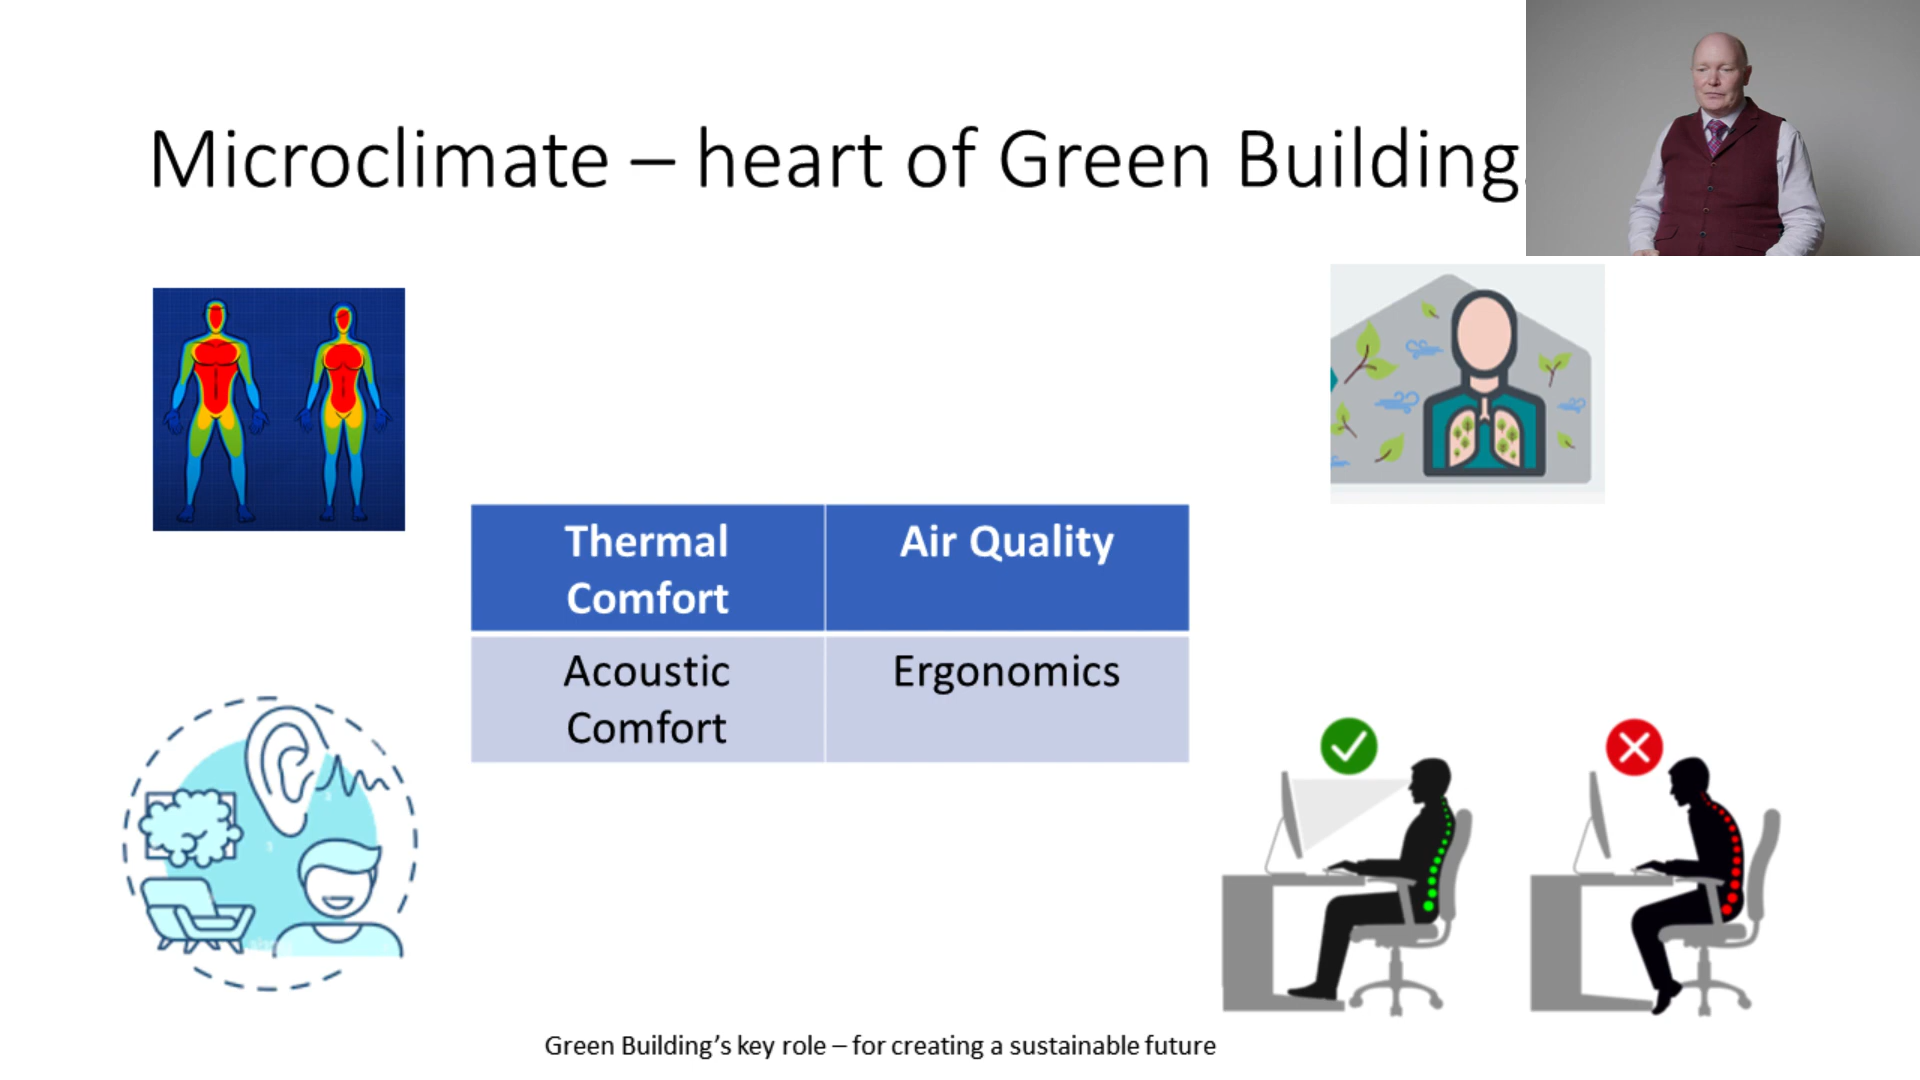 Microclimate – heart of Green Building
Thermal
Comfort
Air Quality
Acoustic
Comfort
Ergonomics
Green Building’s key role – for creating a sustainable future